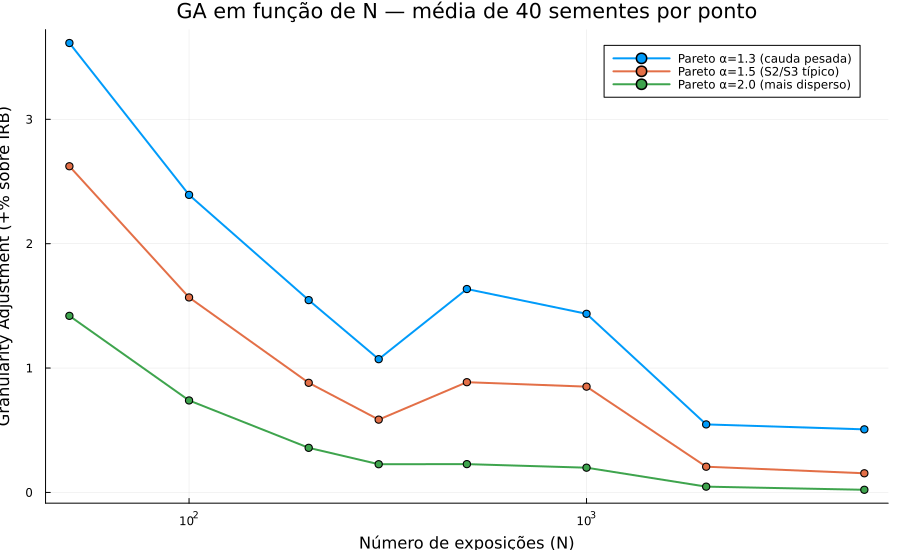 GA em função de N — média de 40 sementes por ponto
Pareto α=1.3 (cauda pesada)
Pareto α=1.5 (S2/S3 típico)
Pareto α=2.0 (mais disperso)
Granularity Adjustment (+% sobre IRB)
3
2
1
0
10²
10³
Número de exposições (N)